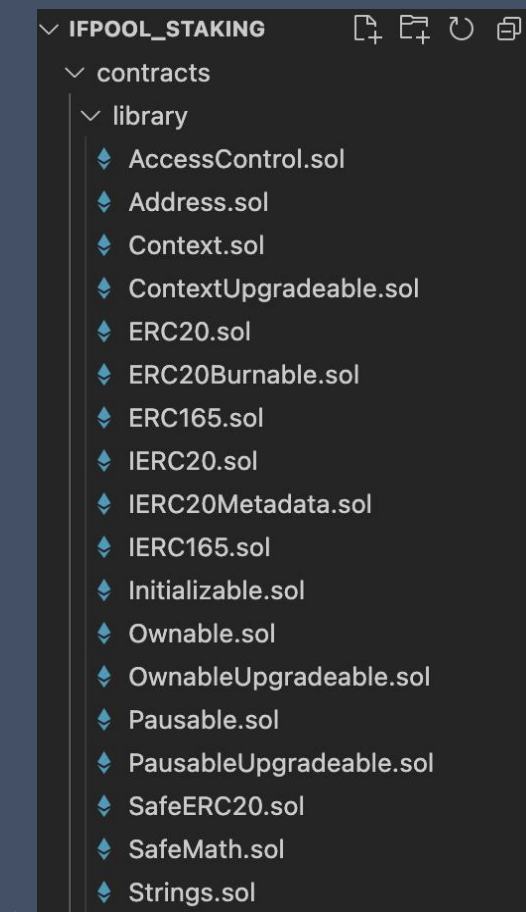 IFPOOL_STAKING
contracts
library
AccessControl.sol
Address.sol
Context.sol
ContextUpgradeable.sol
ERC20.sol
ERC20Burnable.sol
ERC165.sol
IERC20.sol
IERC20Metadata.sol
IERC165.sol
Initializable.sol
Ownable.sol
OwnableUpgradeable.sol
Pausable.sol
PausableUpgradeable.sol
SafeERC20.sol
SafeMath.sol
Strings.sol